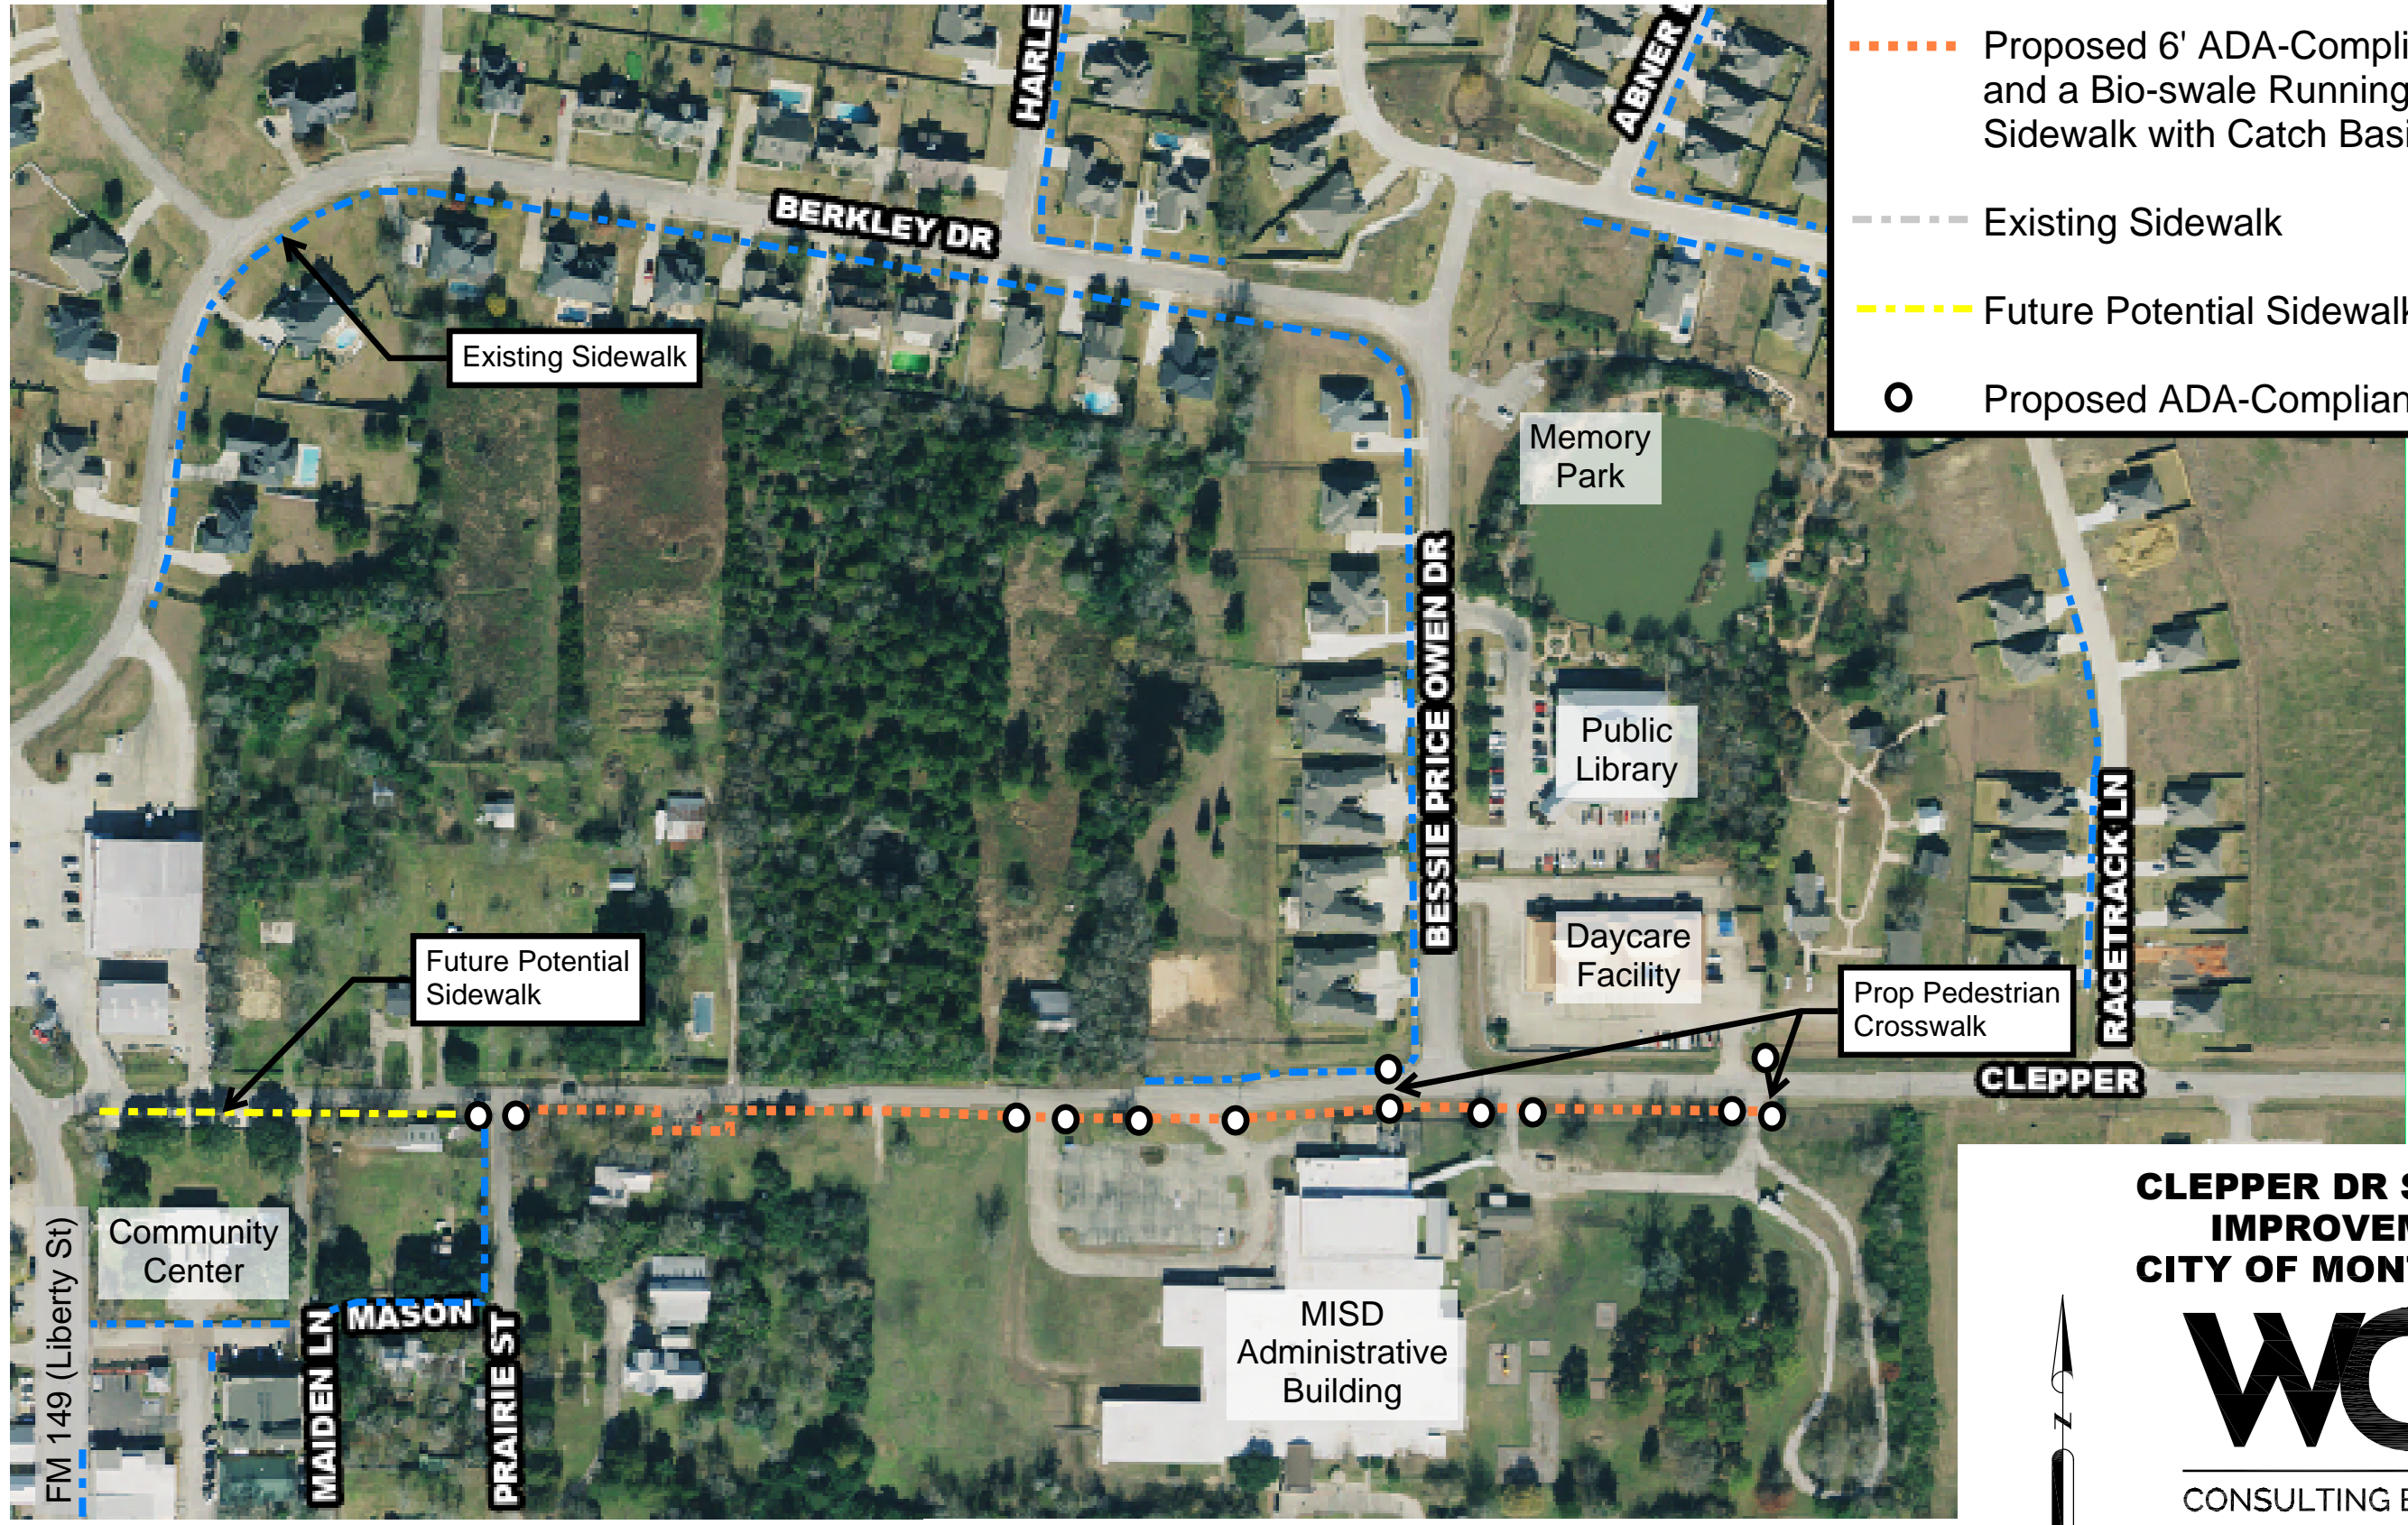 HARLE
ABNER
Proposed 6' ADA-Compli
and a Bio-swale Running
Sidewalk with Catch Basi
Existing Sidewalk
Future Potential Sidewalk
Proposed ADA-Complian
BERKLEY DR
Existing Sidewalk
Memory
Park
BESSIE PRICE OWEN DR
Public
Library
RACETRACK LN
Daycare
Facility
Future Potential
Sidewalk
Prop Pedestrian
Crosswalk
CLEPPER
Community
Center
FM 149 (Liberty St)
MAIDEN LN
MASON
PRAIRIE ST
MISD
Administrative
Building
CLEPPER DR S
IMPROVEM
CITY OF MON
N
WC
CONSULTING E